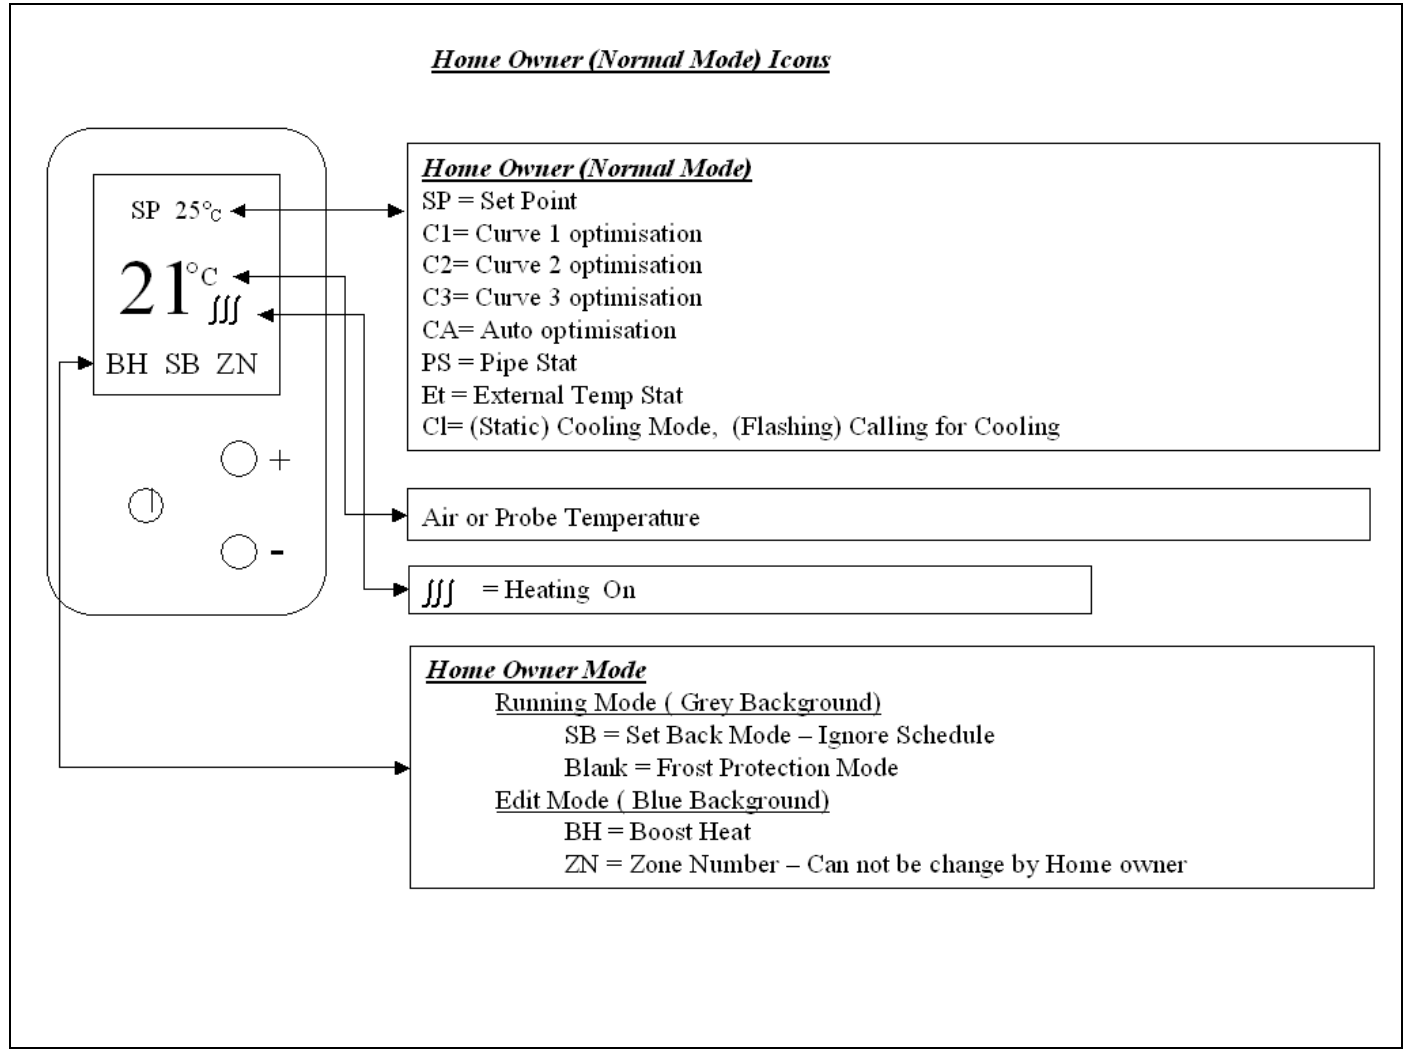 Home Owner (Normal Mode) Icons
SP 25°C
21°C
∫∫∫
BH SB ZN
+
-
Home Owner (Normal Mode)
SP = Set Point
C1= Curve 1 optimisation
C2= Curve 2 optimisation
C3= Curve 3 optimisation
CA= Auto optimisation
PS = Pipe Stat
Et = External Temp Stat
Cl= (Static) Cooling Mode, (Flashing) Calling for Cooling
Air or Probe Temperature
∫∫∫ = Heating On
Home Owner Mode
Running Mode ( Grey Background)
SB = Set Back Mode – Ignore Schedule
Blank = Frost Protection Mode
Edit Mode ( Blue Background)
BH = Boost Heat
ZN = Zone Number – Can not be change by Home owner